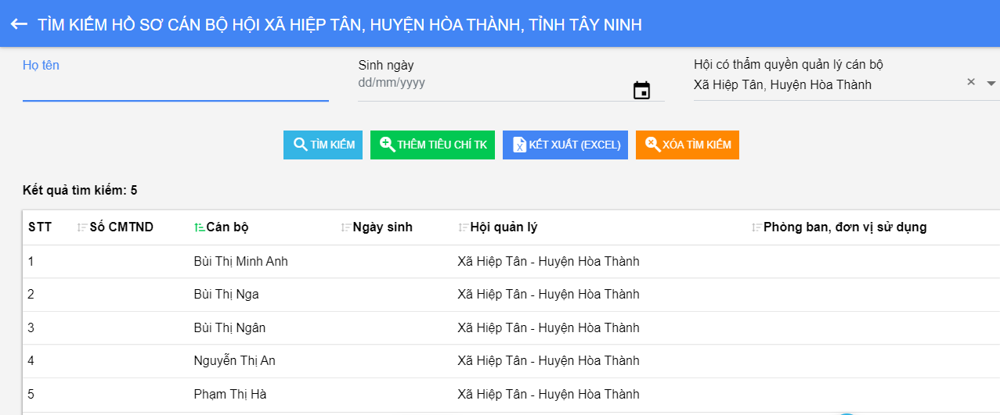 TÌM KIẾM HỒ SƠ CÁN BỘ HỘI XÃ HIỆP TÂN, HUYỆN HÒA THÀNH, TỈNH TÂY NINH
Họ tên Sinh ngày Hội có thẩm quyền quản lý cán bộ
dd/mm/yyyy Xã Hiệp Tân, Huyện Hòa Thành
TÌM KIẾM THÊM TIÊU CHÍ TK KẾT XUẤT (EXCEL) XÓA TÌM KIẾM
Kết quả tìm kiếm: 5
STT Số CMTND Cán bộ Ngày sinh Hội quản lý Phòng ban, đơn vị sử dụng
1 Bùi Thị Minh Anh Xã Hiệp Tân - Huyện Hòa Thành
2 Bùi Thị Nga Xã Hiệp Tân - Huyện Hòa Thành
3 Bùi Thị Ngân Xã Hiệp Tân - Huyện Hòa Thành
4 Nguyễn Thị An Xã Hiệp Tân - Huyện Hòa Thành
5 Phạm Thị Hà Xã Hiệp Tân - Huyện Hòa Thành